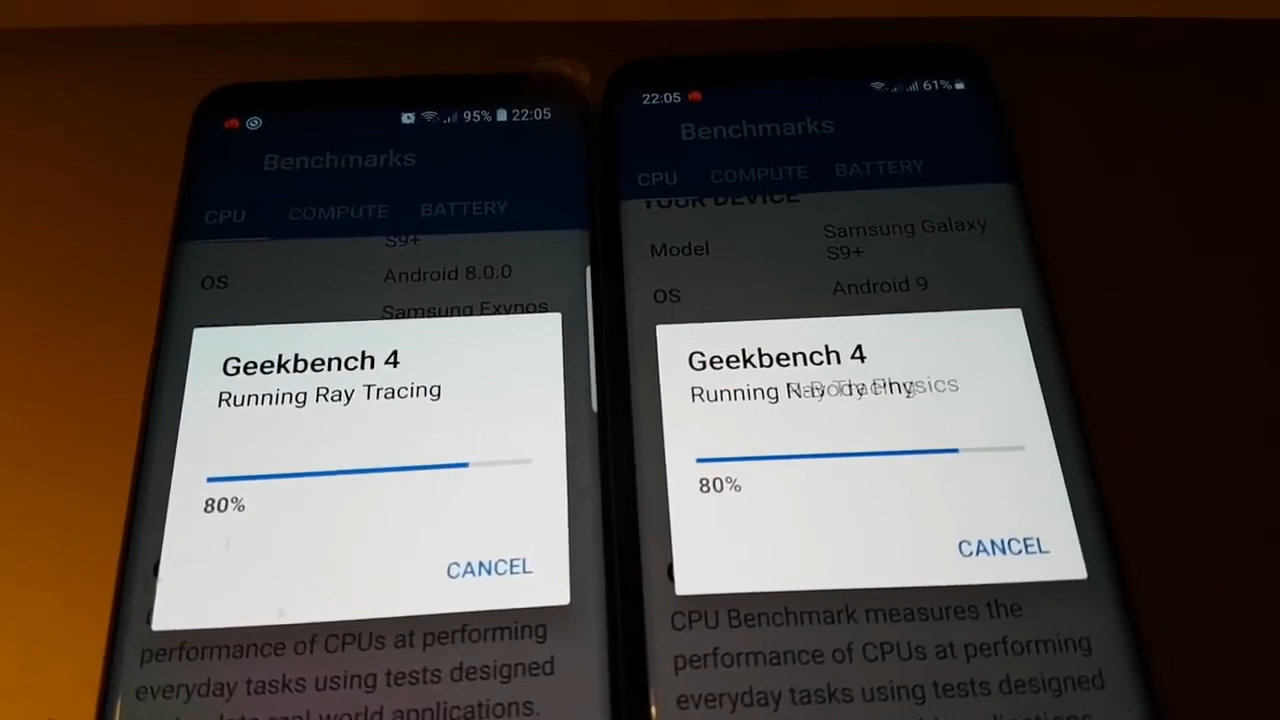 95% 22:05
Benchmarks
CPU COMPUTE BATTERY
S9+
OS Android 8.0.0
Samsung Exynos
Geekbench 4
Running Ray Tracing
80%
CANCEL
performance of CPUs at performing
everyday tasks using tests designed
world applications.
22:05 61%
Benchmarks
CPU COMPUTE BATTERY
YOUR DEVICE
Model Samsung Galaxy
S9+
OS Android 9
Geekbench 4
Running
80%
CANCEL
CPU Benchmark measures the
performance of CPUs at performing
everyday tasks using tests designed